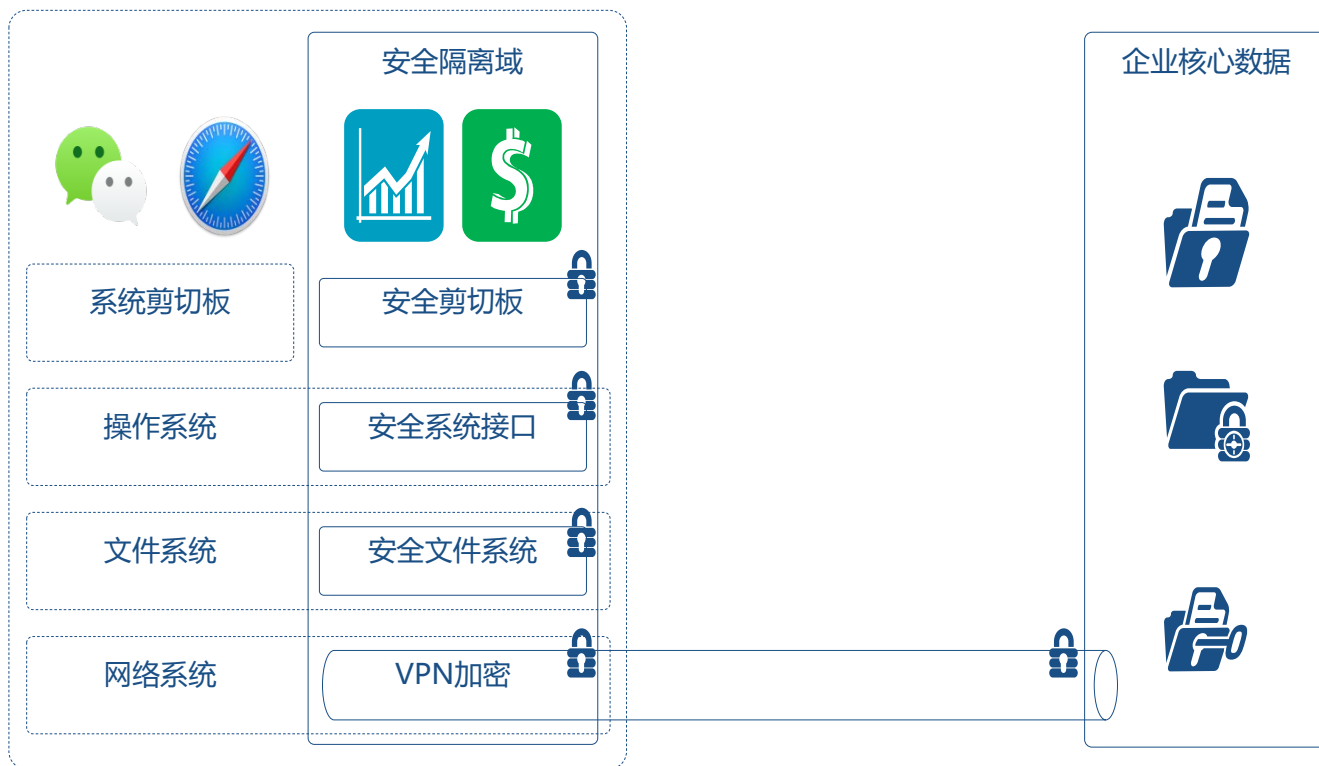 安全隔离域
企业核心数据
系统剪切板
安全剪切板
操作系统
安全系统接口
文件系统
安全文件系统
网络系统
VPN加密